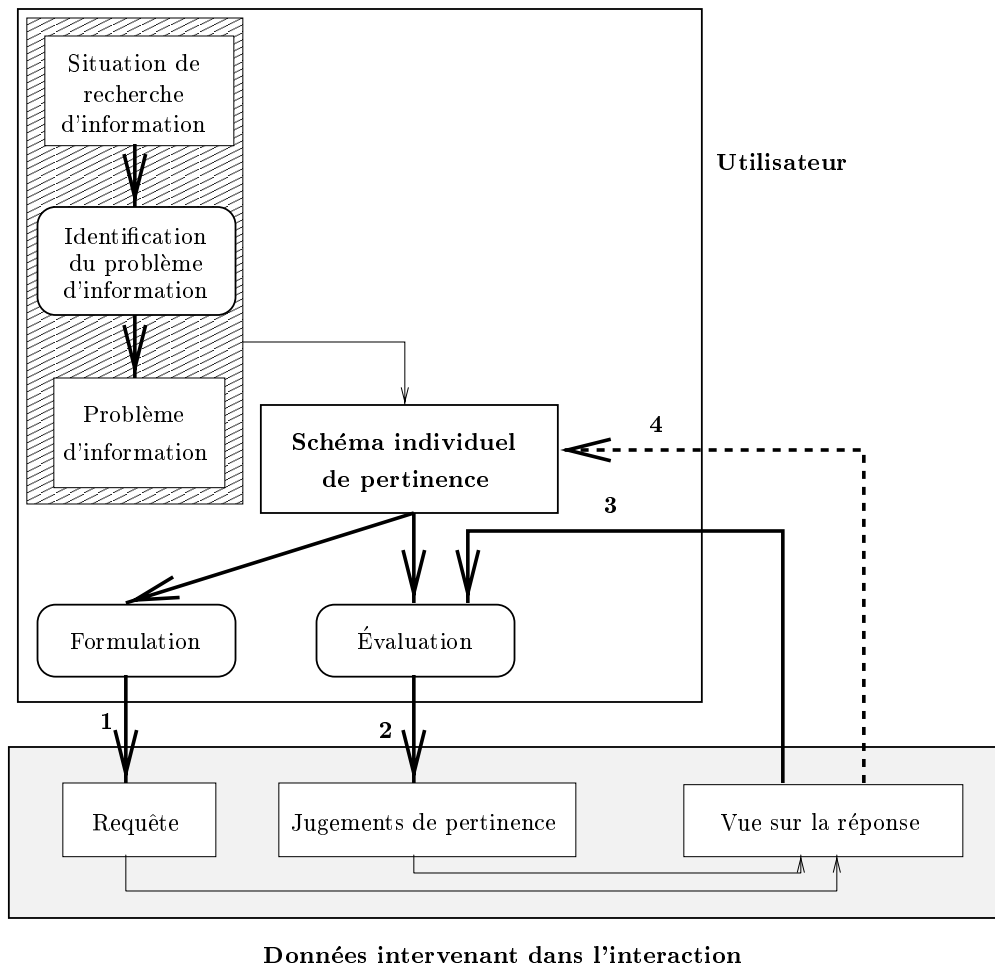 Situation de
recherche
d'information
Utilisateur
Identification
du problème
d'information
Problème
d'information
Schéma individuel
de pertinence
4
3
Formulation
Évaluation
1
2
Requête
Jugements de pertinence
Vue sur la réponse
Données intervenant dans l'interaction